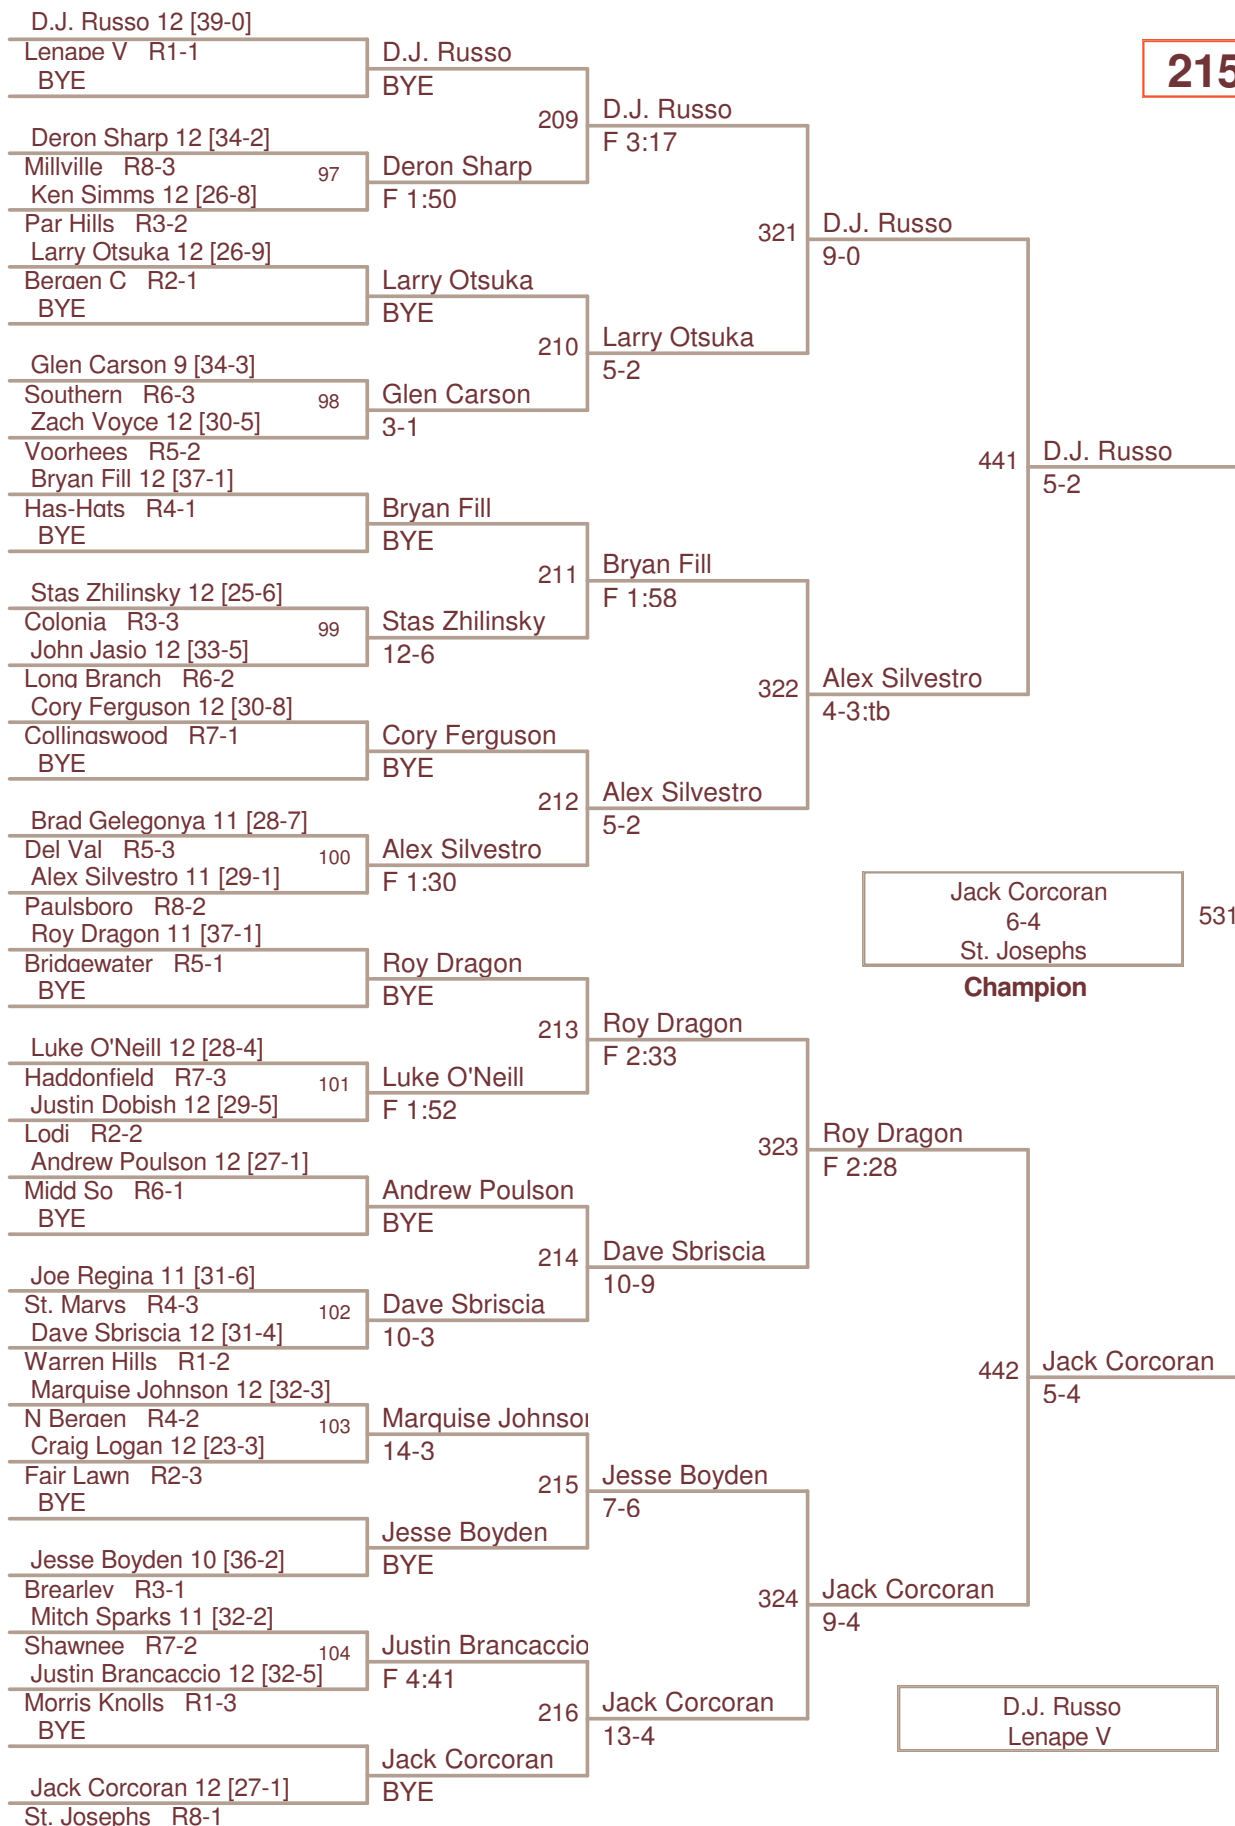 D.J. Russo 12 [39-0]
Lenape V R1-1
BYE
Deron Sharp 12 [34-2]
Millville R8-3
97
Ken Simms 12 [26-8]
Par Hills R3-2
Larry Otsuka 12 [26-9]
Bergen C R2-1
BYE
Glen Carson 9 [34-3]
Southern R6-3
98
Zach Voyce 12 [30-5]
Voorhees R5-2
Bryan Fill 12 [37-1]
Has-Hats R4-1
BYE
Stas Zhilinsky 12 [25-6]
Colonia R3-3
99
John Jasio 12 [33-5]
Long Branch R6-2
Cory Ferguson 12 [30-8]
Collingswood R7-1
BYE
Brad Gelegonya 11 [28-7]
Del Val R5-3
100
Alex Silvestro 11 [29-1]
Paulsboro R8-2
Roy Dragon 11 [37-1]
Bridgewater R5-1
BYE
Luke O'Neill 12 [28-4]
Haddonfield R7-3
101
Justin Dobish 12 [29-5]
Lodi R2-2
Andrew Poulson 12 [27-1]
Midd So R6-1
BYE
Joe Regina 11 [31-6]
St. Marys R4-3
102
Dave Sbriscia 12 [31-4]
Warren Hills R1-2
Marquise Johnson 12 [32-3]
N Bergen R4-2
103
Craig Logan 12 [23-3]
Fair Lawn R2-3
BYE
Jesse Boyden 10 [36-2]
Brearley R3-1
Mitch Sparks 11 [32-2]
Shawnee R7-2
104
Justin Brancaccio 12 [32-5]
Morris Knolls R1-3
BYE
Jack Corcoran 12 [27-1]
St. Josephs R8-1
D.J. Russo
BYE
209
Deron Sharp
F 1:50
Larry Otsuka
BYE
210
Glen Carson
3-1
Bryan Fill
BYE
211
Stas Zhilinsky
12-6
Cory Ferguson
BYE
212
Alex Silvestro
F 1:30
Roy Dragon
BYE
213
Luke O'Neill
F 1:52
Andrew Poulson
BYE
214
Dave Sbriscia
10-3
Marquise Johnson
14-3
215
Jesse Boyden
BYE
Justin Brancaccio
F 4:41
216
Jack Corcoran
BYE
D.J. Russo
F 3:17
321
Larry Otsuka
5-2
Bryan Fill
F 1:58
322
Alex Silvestro
5-2
Roy Dragon
F 2:33
323
Dave Sbriscia
10-9
Jesse Boyden
7-6
324
Jack Corcoran
13-4
D.J. Russo
9-0
441
Alex Silvestro
4-3:tb
Roy Dragon
F 2:28
442
Jack Corcoran
9-4
215
D.J. Russo
5-2
Jack Corcoran
6-4
St. Josephs
531
Champion
Jack Corcoran
5-4
D.J. Russo
Lenape V